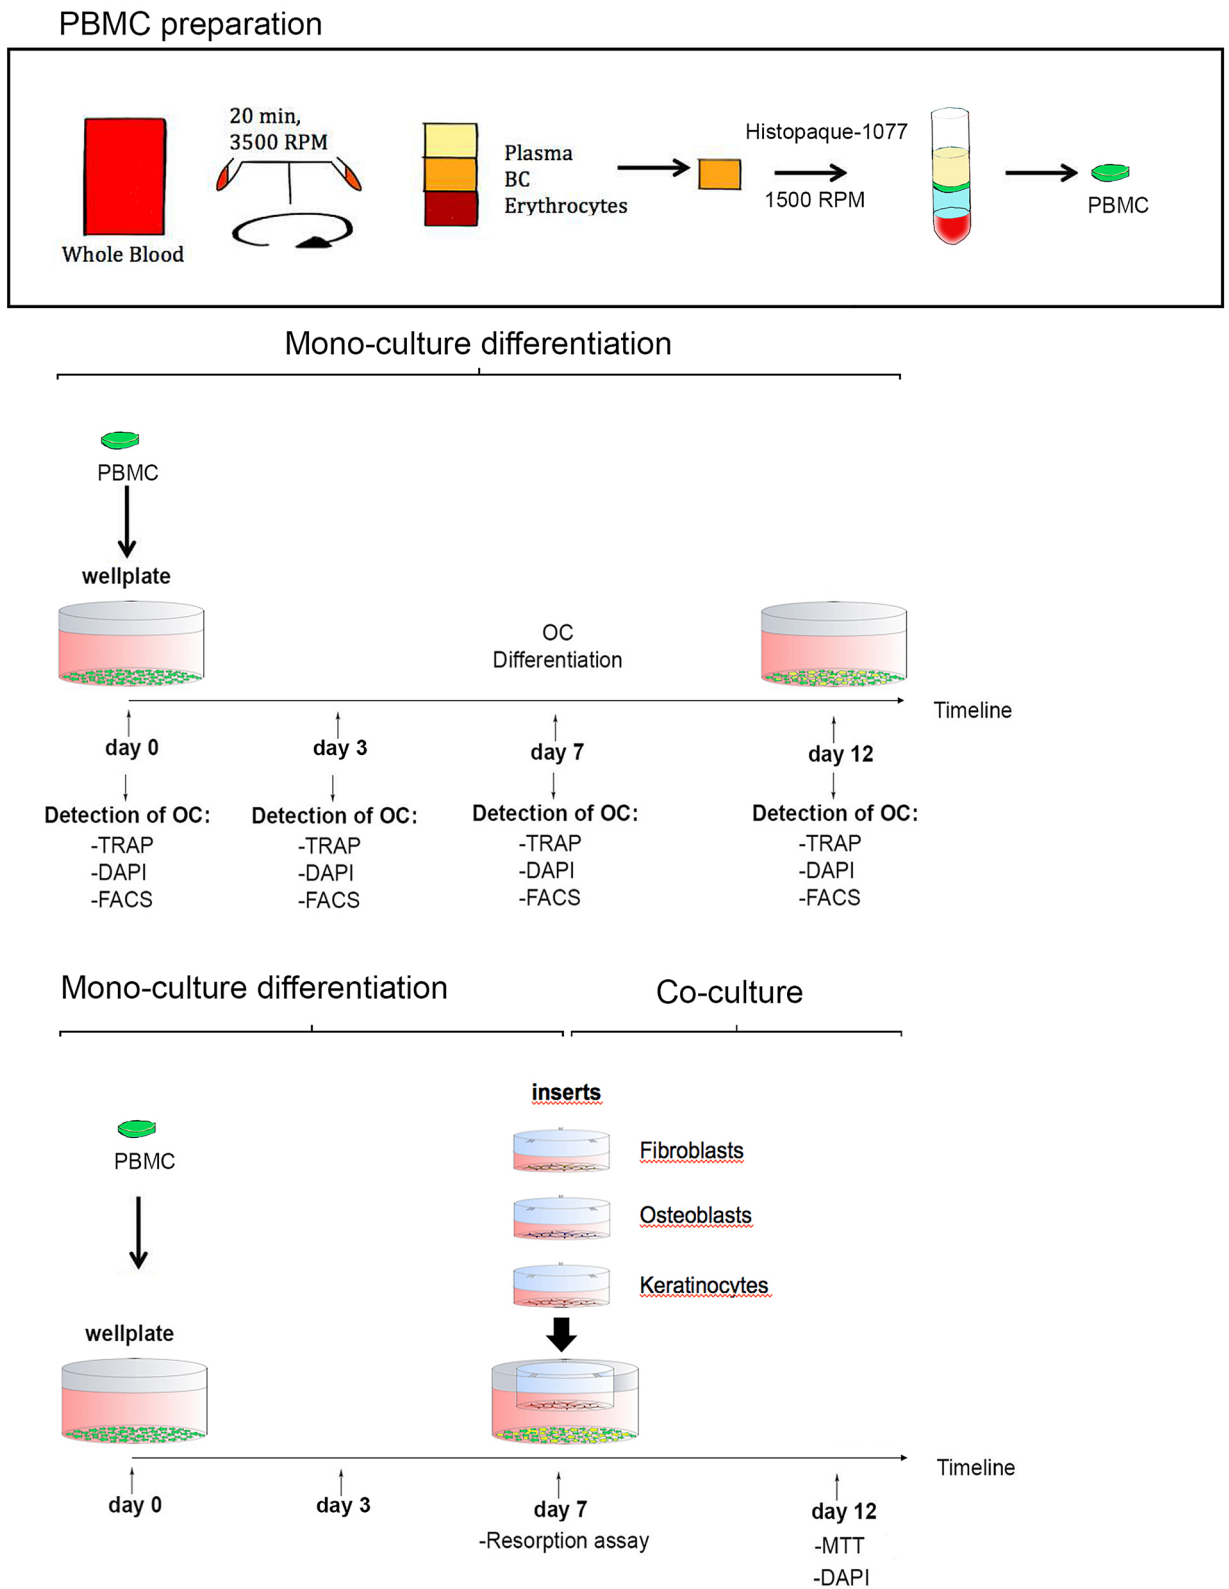 PBMC preparation
20 min,
3500 RPM
Whole Blood
Plasma
BC
Erythrocytes
Histopaque-1077
1500 RPM
PBMC
Mono-culture differentiation
PBMC
wellplate
OC
Differentiation
Timeline
day 0
day 3
day 7
day 12
Detection of OC:
-TRAP
-DAPI
-FACS
Detection of OC:
-TRAP
-DAPI
-FACS
Detection of OC:
-TRAP
-DAPI
-FACS
Detection of OC:
-TRAP
-DAPI
-FACS
Mono-culture differentiation
Co-culture
inserts
PBMC
Fibroblasts
Osteoblasts
Keratinocytes
wellplate
Timeline
day 0
day 3
day 7
-Resorption assay
day 12
-MTT
-DAPI